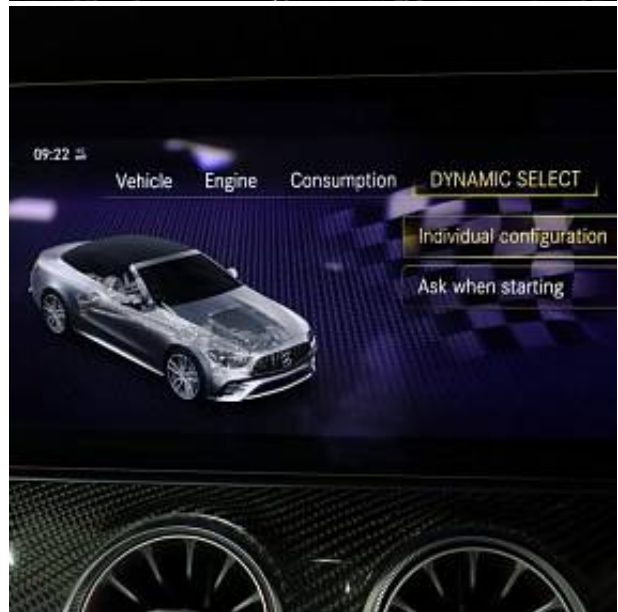 09:22
Vehicle Engine Consumption DYNAMIC SELECT
Individual configuration
Ask when starting